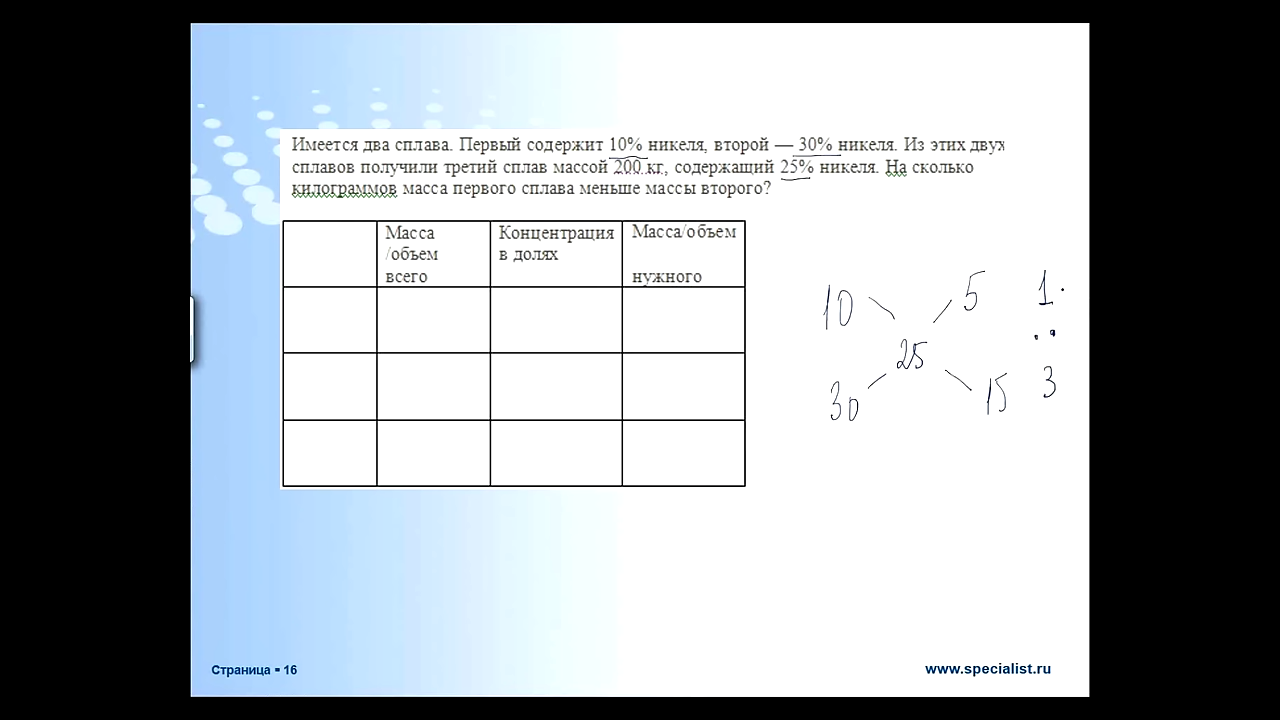 Имеется два сплава. Первый содержит 10% никеля, второй — 30% никеля. Из этих двух
сплавов получили третий сплав массой 200 кг, содержащий 25% никеля. На сколько
килограммов масса первого сплава меньше массы второго?
Масса
/объем
всего
Концентрация
в долях
Масса/объем
нужного
10 5 1
25
30 15 3
Страница ▪ 16
www.specialist.ru